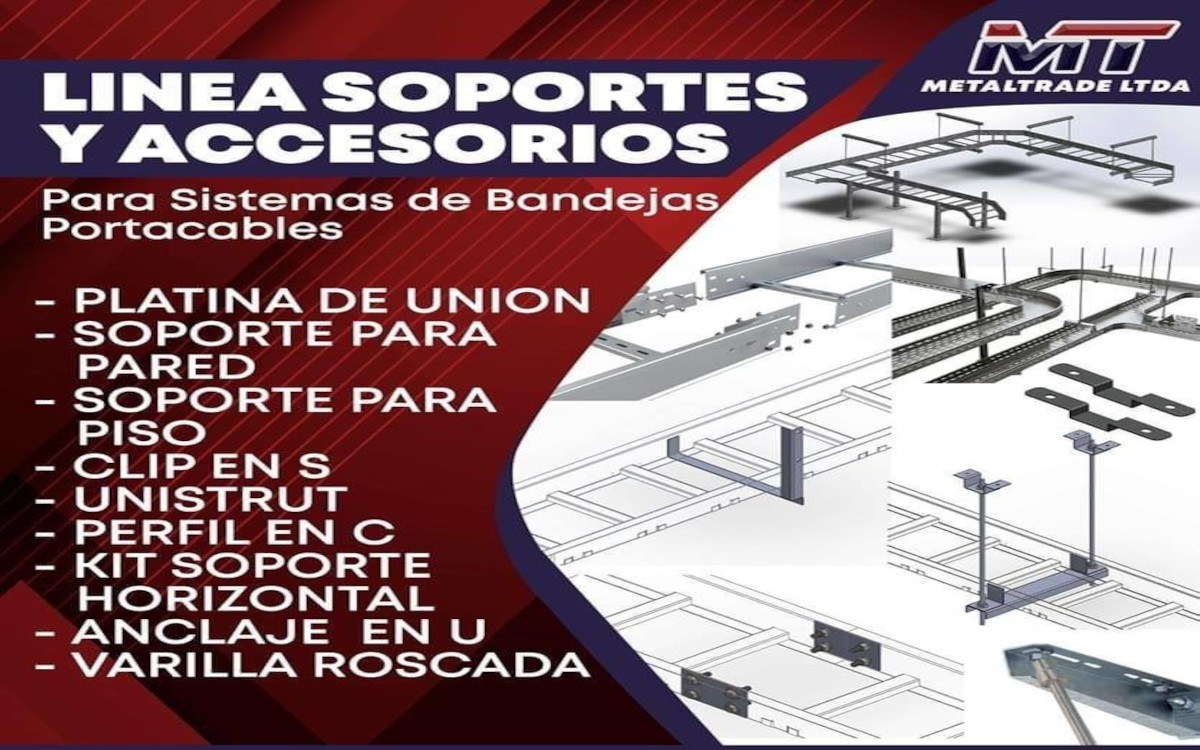 MT
METALTRADE LTDA
LINEA SOPORTES
Y ACCESORIOS
Para Sistemas de Bandejas
Portacables
- PLATINA DE UNION
- SOPORTE PARA
PARED
- SOPORTE PARA
PISO
- CLIP EN S
- UNISTRUT
- PERFIL EN C
- KIT SOPORTE
HORIZONTAL
- ANCLAJE EN U
- VARILLA ROSCADA